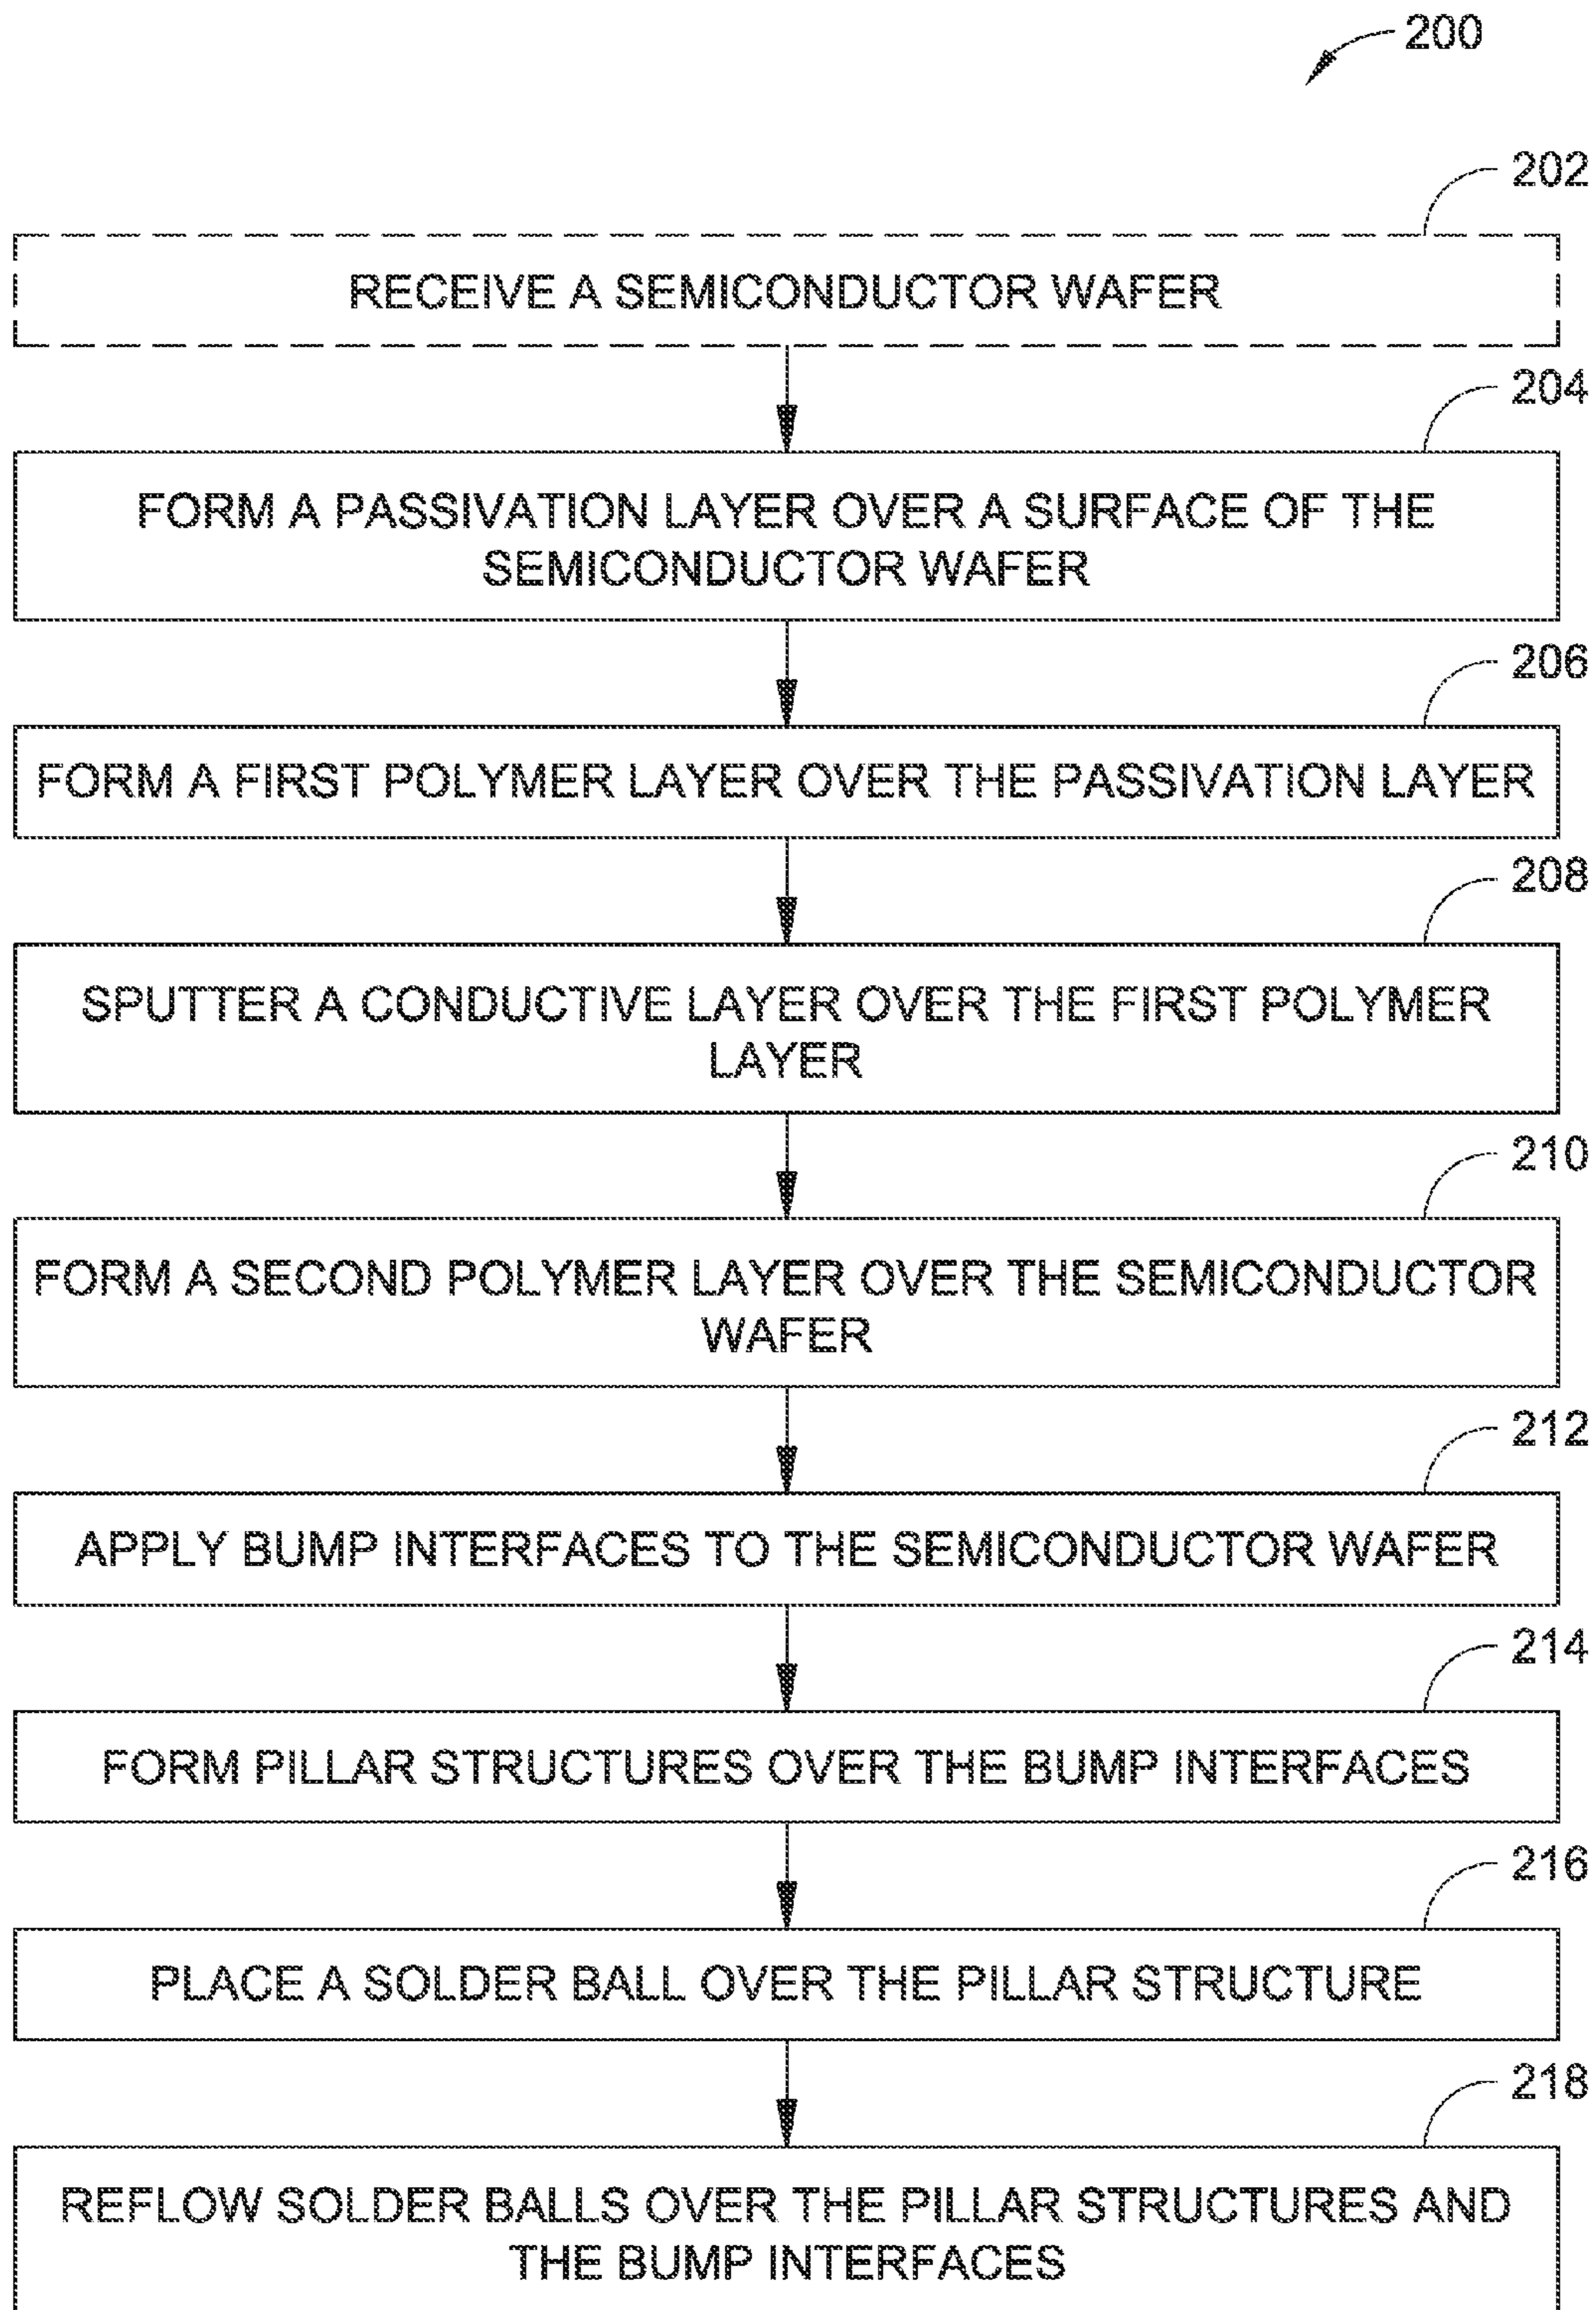 200
202
RECEIVE A SEMICONDUCTOR WAFER
204
FORM A PASSIVATION LAYER OVER A SURFACE OF THE
SEMICONDUCTOR WAFER
206
FORM A FIRST POLYMER LAYER OVER THE PASSIVATION LAYER
208
SPUTTER A CONDUCTIVE LAYER OVER THE FIRST POLYMER
LAYER
210
FORM A SECOND POLYMER LAYER OVER THE SEMICONDUCTOR
WAFER
212
APPLY BUMP INTERFACES TO THE SEMICONDUCTOR WAFER
214
FORM PILLAR STRUCTURES OVER THE BUMP INTERFACES
216
PLACE A SOLDER BALL OVER THE PILLAR STRUCTURE
218
REFLOW SOLDER BALLS OVER THE PILLAR STRUCTURES AND
THE BUMP INTERFACES